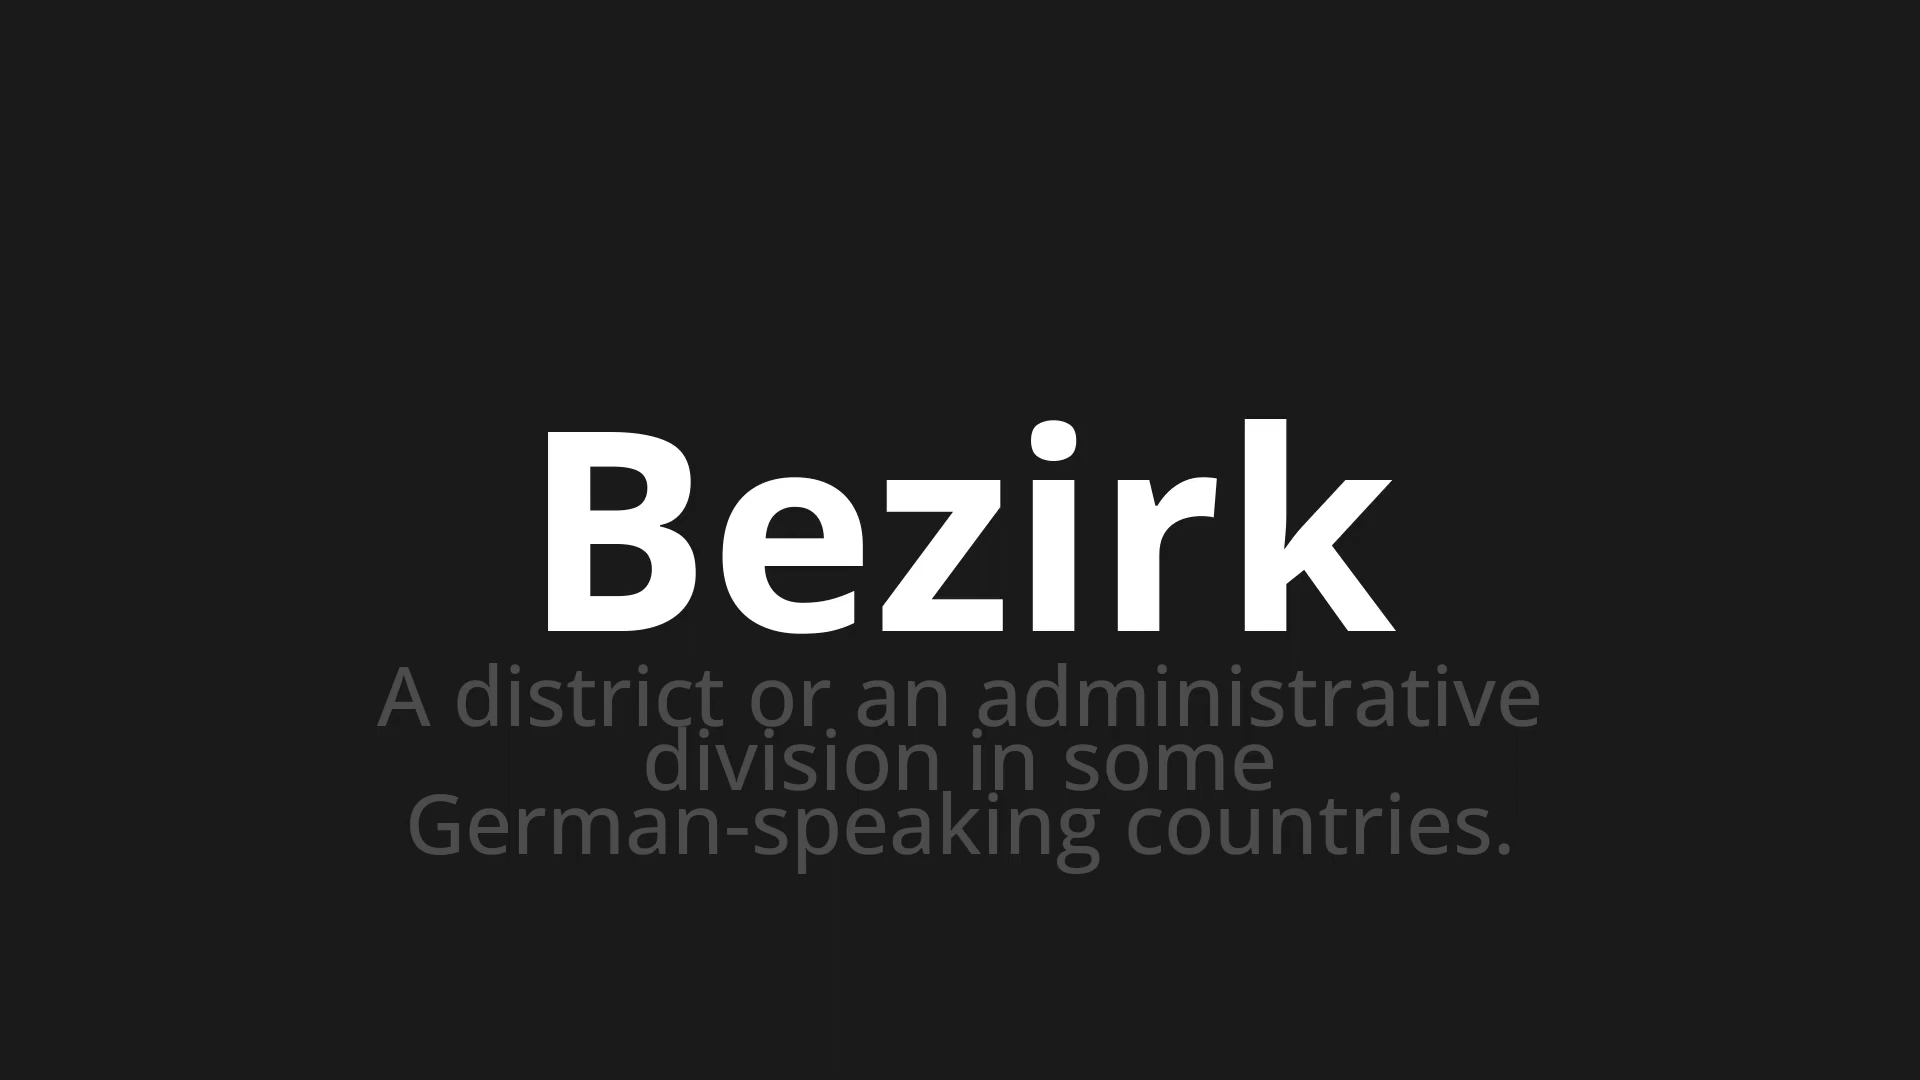 Bezirk
A district or an administrative
division in some
German-speaking countries.